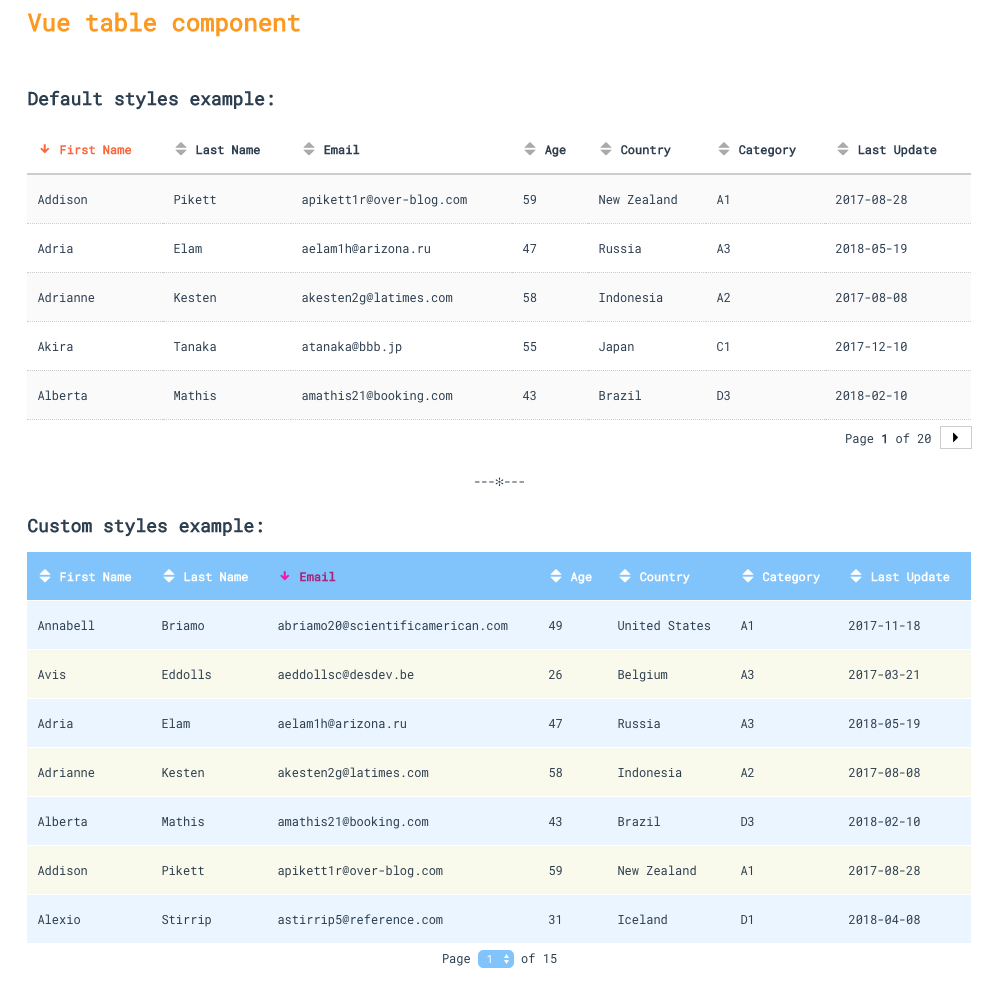 Vue table component
Default styles example:
First Name Last Name Email Age Country Category Last Update
Addison Pikett apikett1r@over-blog.com 59 New Zealand A1 2017-08-28
Adria Elam aelam1h@arizona.ru 47 Russia A3 2018-05-19
Adrianne Kesten akesten2g@latimes.com 58 Indonesia A2 2017-08-08
Akira Tanaka atanaka@bbb.jp 55 Japan C1 2017-12-10
Alberta Mathis amathis21@booking.com 43 Brazil D3 2018-02-10
Page 1 of 20
---*---
Custom styles example:
First Name Last Name Email Age Country Category Last Update
Annabell Briamo abriamo20@scientificamerican.com 49 United States A1 2017-11-18
Avis Eddolls aeddollsc@desdev.be 26 Belgium A3 2017-03-21
Adria Elam aelam1h@arizona.ru 47 Russia A3 2018-05-19
Adrianne Kesten akesten2g@latimes.com 58 Indonesia A2 2017-08-08
Alberta Mathis amathis21@booking.com 43 Brazil D3 2018-02-10
Addison Pikett apikett1r@over-blog.com 59 New Zealand A1 2017-08-28
Alexio Stirrip astirrip5@reference.com 31 Iceland D1 2018-04-08
Page 1 of 15